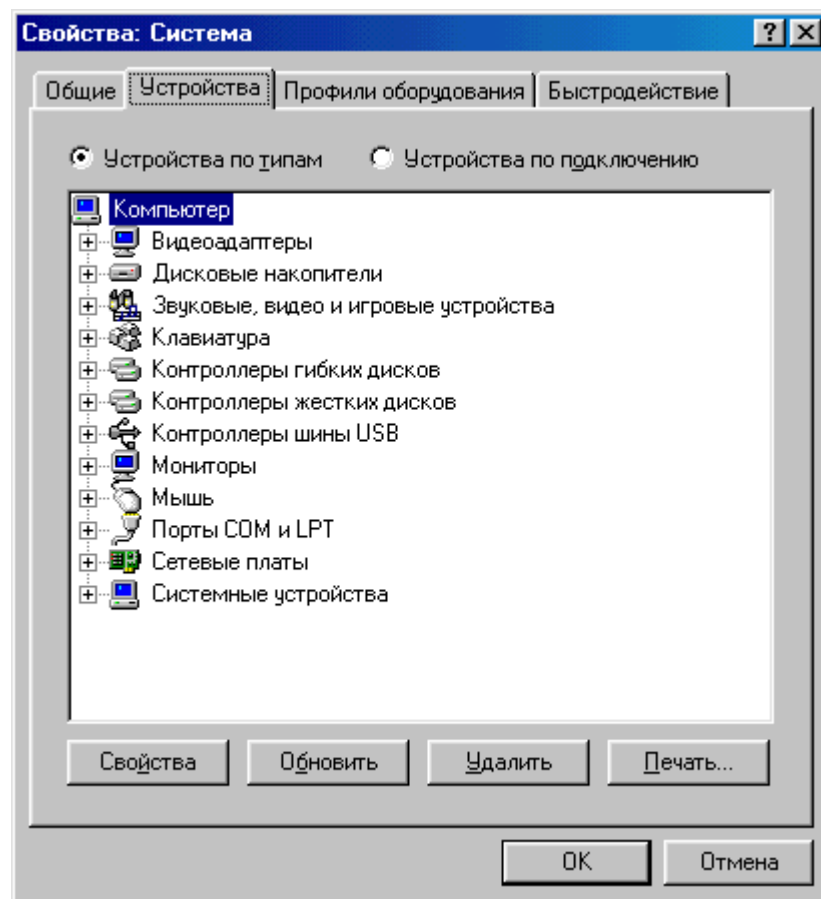 Свойства: Система
Общие Устройства Профили оборудования Быстродействие
Устройства по типам Устройства по подключению
Компьютер
Видеоадаптеры
Дисковые накопители
Звуковые, видео и игровые устройства
Клавиатура
Контроллеры гибких дисков
Контроллеры жестких дисков
Контроллеры шины USB
Мониторы
Мышь
Порты COM и LPT
Сетевые платы
Системные устройства
Свойства Обновить Удалить Печать...
OK Отмена